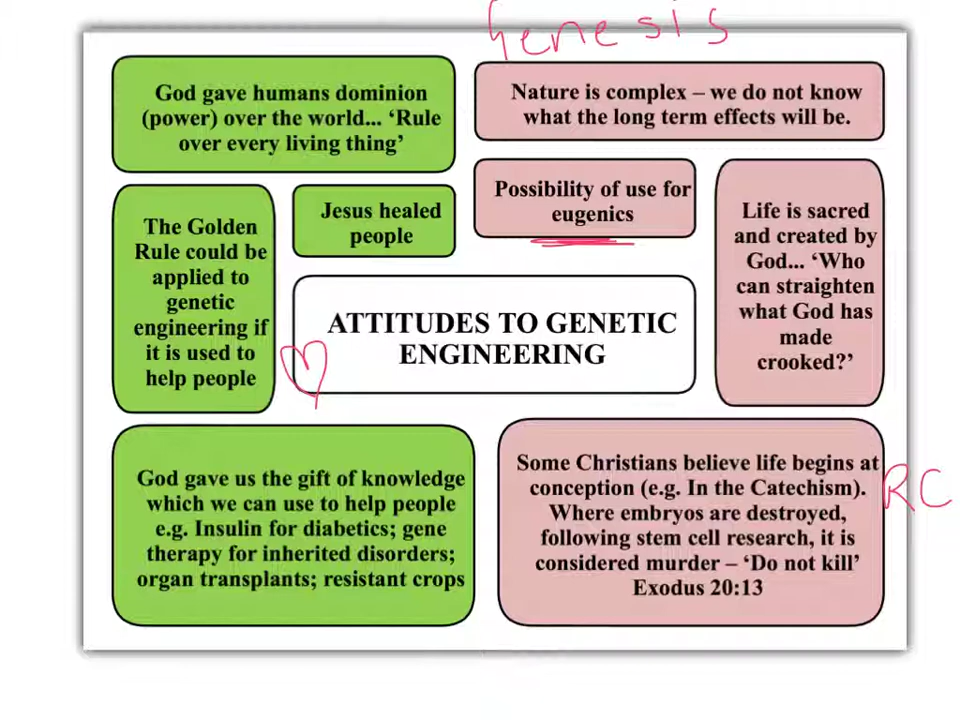 Genesis
God gave humans dominion
(power) over the world... ‘Rule
over every living thing’
Nature is complex – we do not know
what the long term effects will be.
The Golden
Rule could be
applied to
genetic
engineering if
it is used to
help people
Jesus healed
people
Possibility of use for
eugenics
Life is sacred
and created by
God... ‘Who
can straighten
what God has
made
crooked?’
ATTITUDES TO GENETIC
ENGINEERING
God gave us the gift of knowledge
which we can use to help people
e.g. Insulin for diabetics; gene
therapy for inherited disorders;
organ transplants; resistant crops
Some Christians believe life begins at
conception (e.g. In the Catechism).
Where embryos are destroyed,
following stem cell research, it is
considered murder – ‘Do not kill’
Exodus 20:13
RC